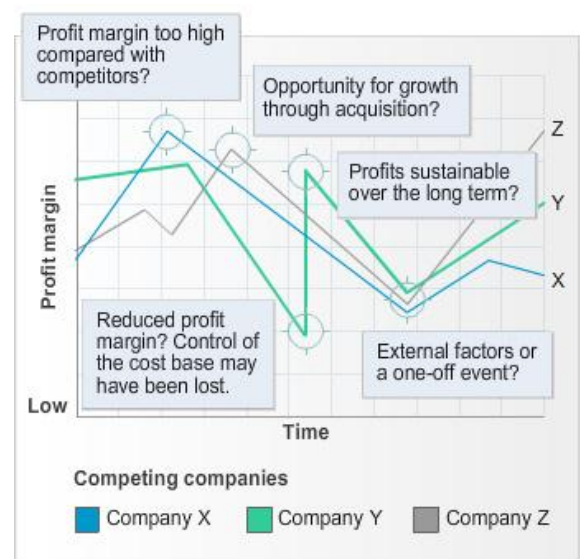 Profit margin too high
compared with
competitors?
Opportunity for growth
through acquisition?
Z
Profits sustainable
over the long term?
Y
Profit margin
X
Reduced profit
margin? Control of
the cost base may
have been lost.
External factors or
a one-off event?
Low
Time
Competing companies
Company X
Company Y
Company Z